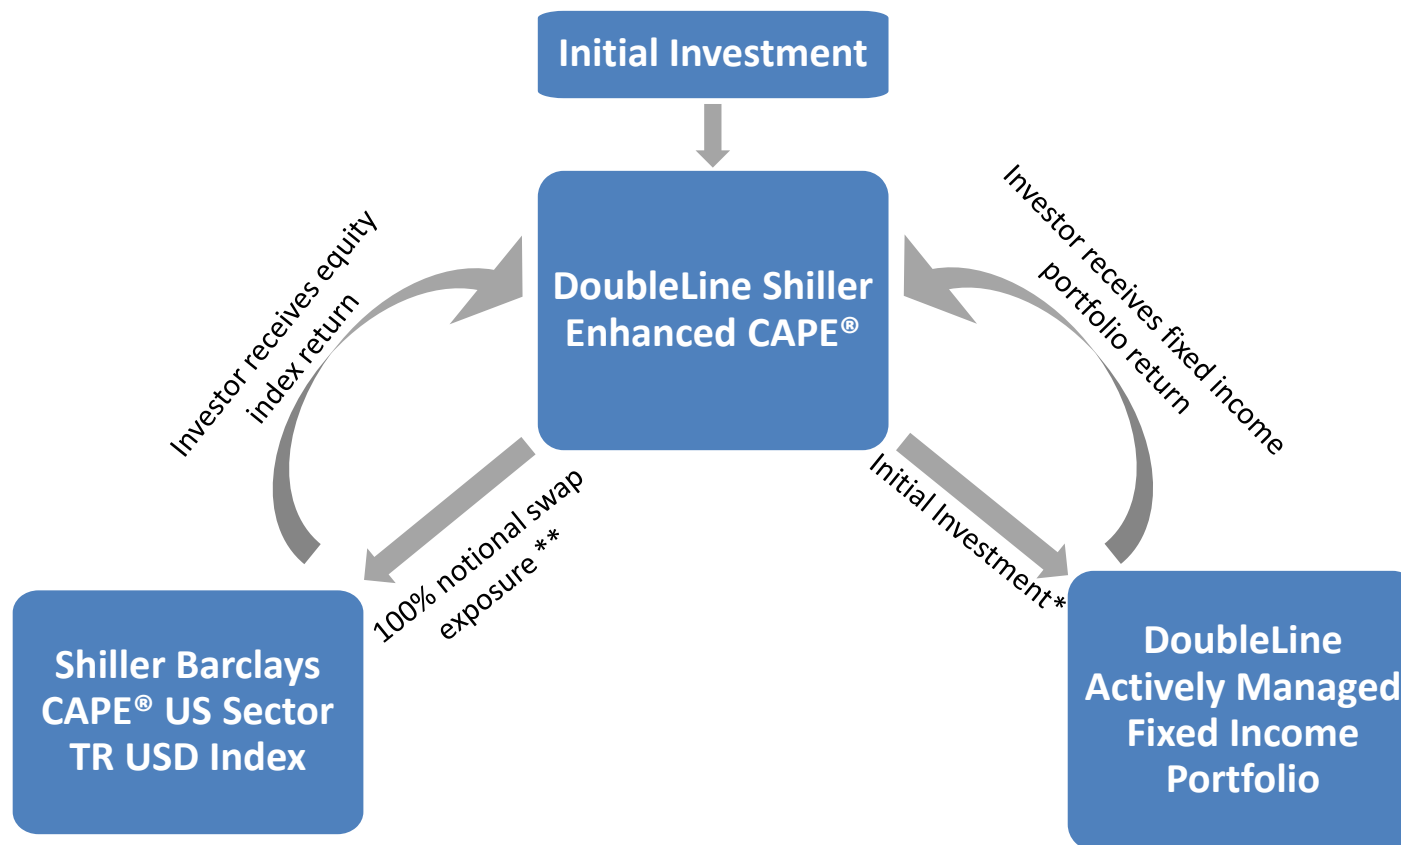 Initial Investment
DoubleLine Shiller
Enhanced CAPE®
Investor receives equity
index return
Investor receives fixed income
portfolio return
100% notional swap
exposure **
Initial Investment*
Shiller Barclays
CAPE® US Sector
TR USD Index
DoubleLine
Actively Managed
Fixed Income
Portfolio